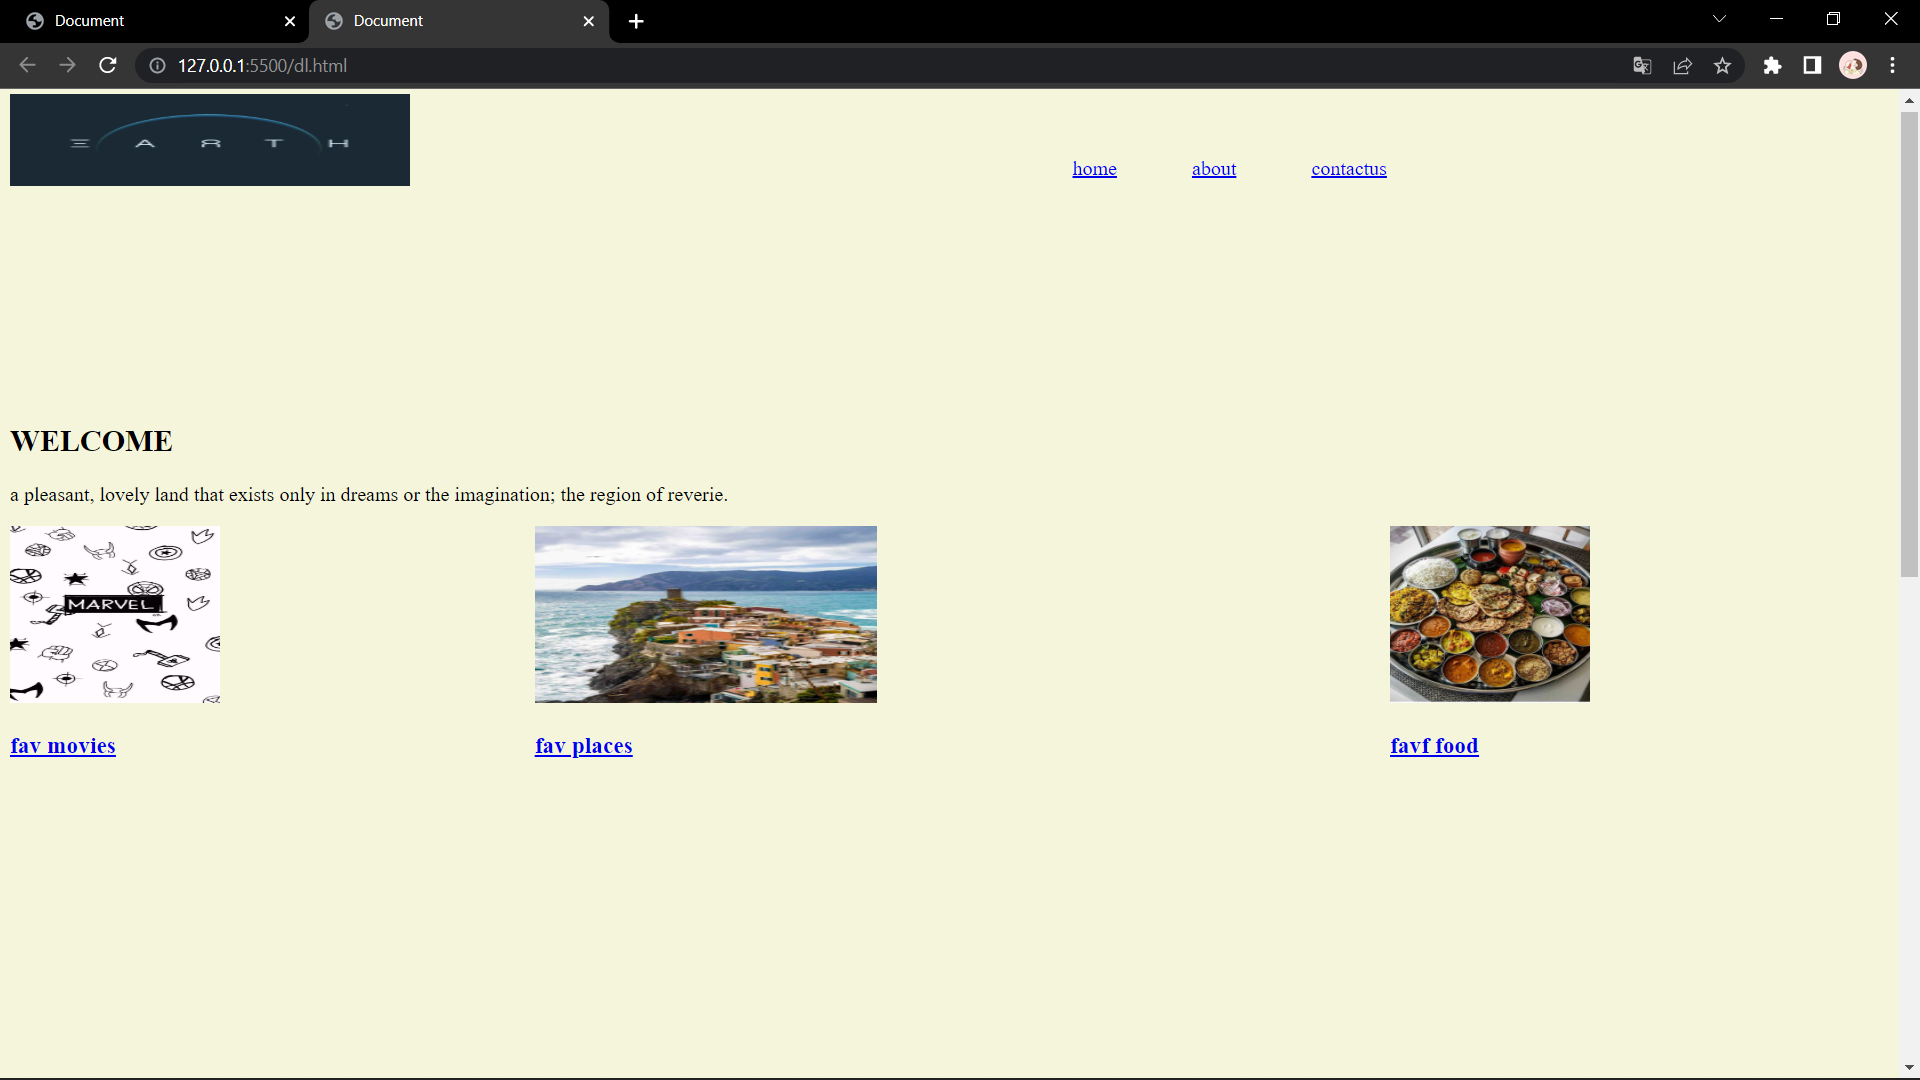 Document
Document
127.0.0.1:5500/dl.html
EARTH
home about contactus
WELCOME
a pleasant, lovely land that exists only in dreams or the imagination; the region of reverie.
MARVEL
fav movies fav places favf food